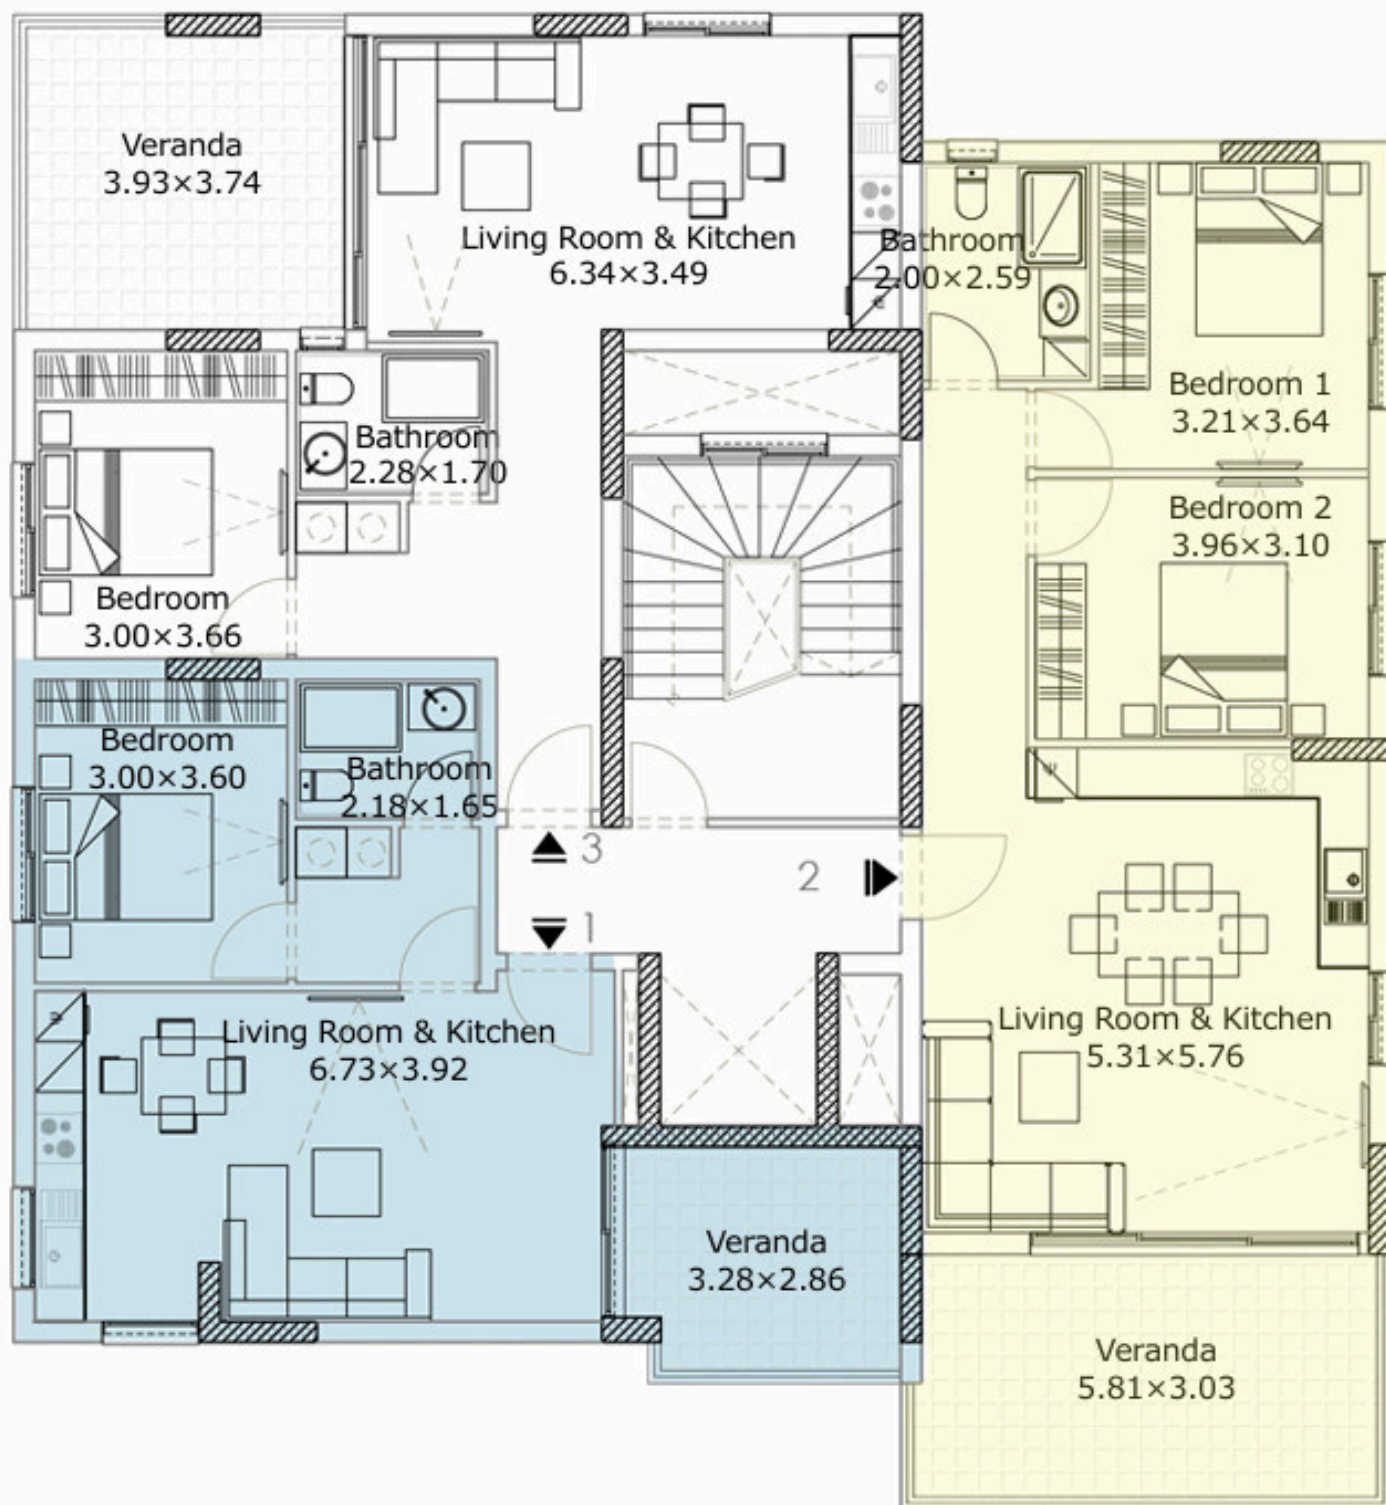 Veranda
3.93×3.74
Living Room & Kitchen
6.34×3.49
Bathroom
2.00×2.59
Bedroom 1
3.21×3.64
Bathroom
2.28×1.70
Bedroom 2
3.96×3.10
Bedroom
3.00×3.66
Bedroom
3.00×3.60
Bathroom
2.18×1.65
3
2
1
Living Room & Kitchen
6.73×3.92
Living Room & Kitchen
5.31×5.76
Veranda
3.28×2.86
Veranda
5.81×3.03